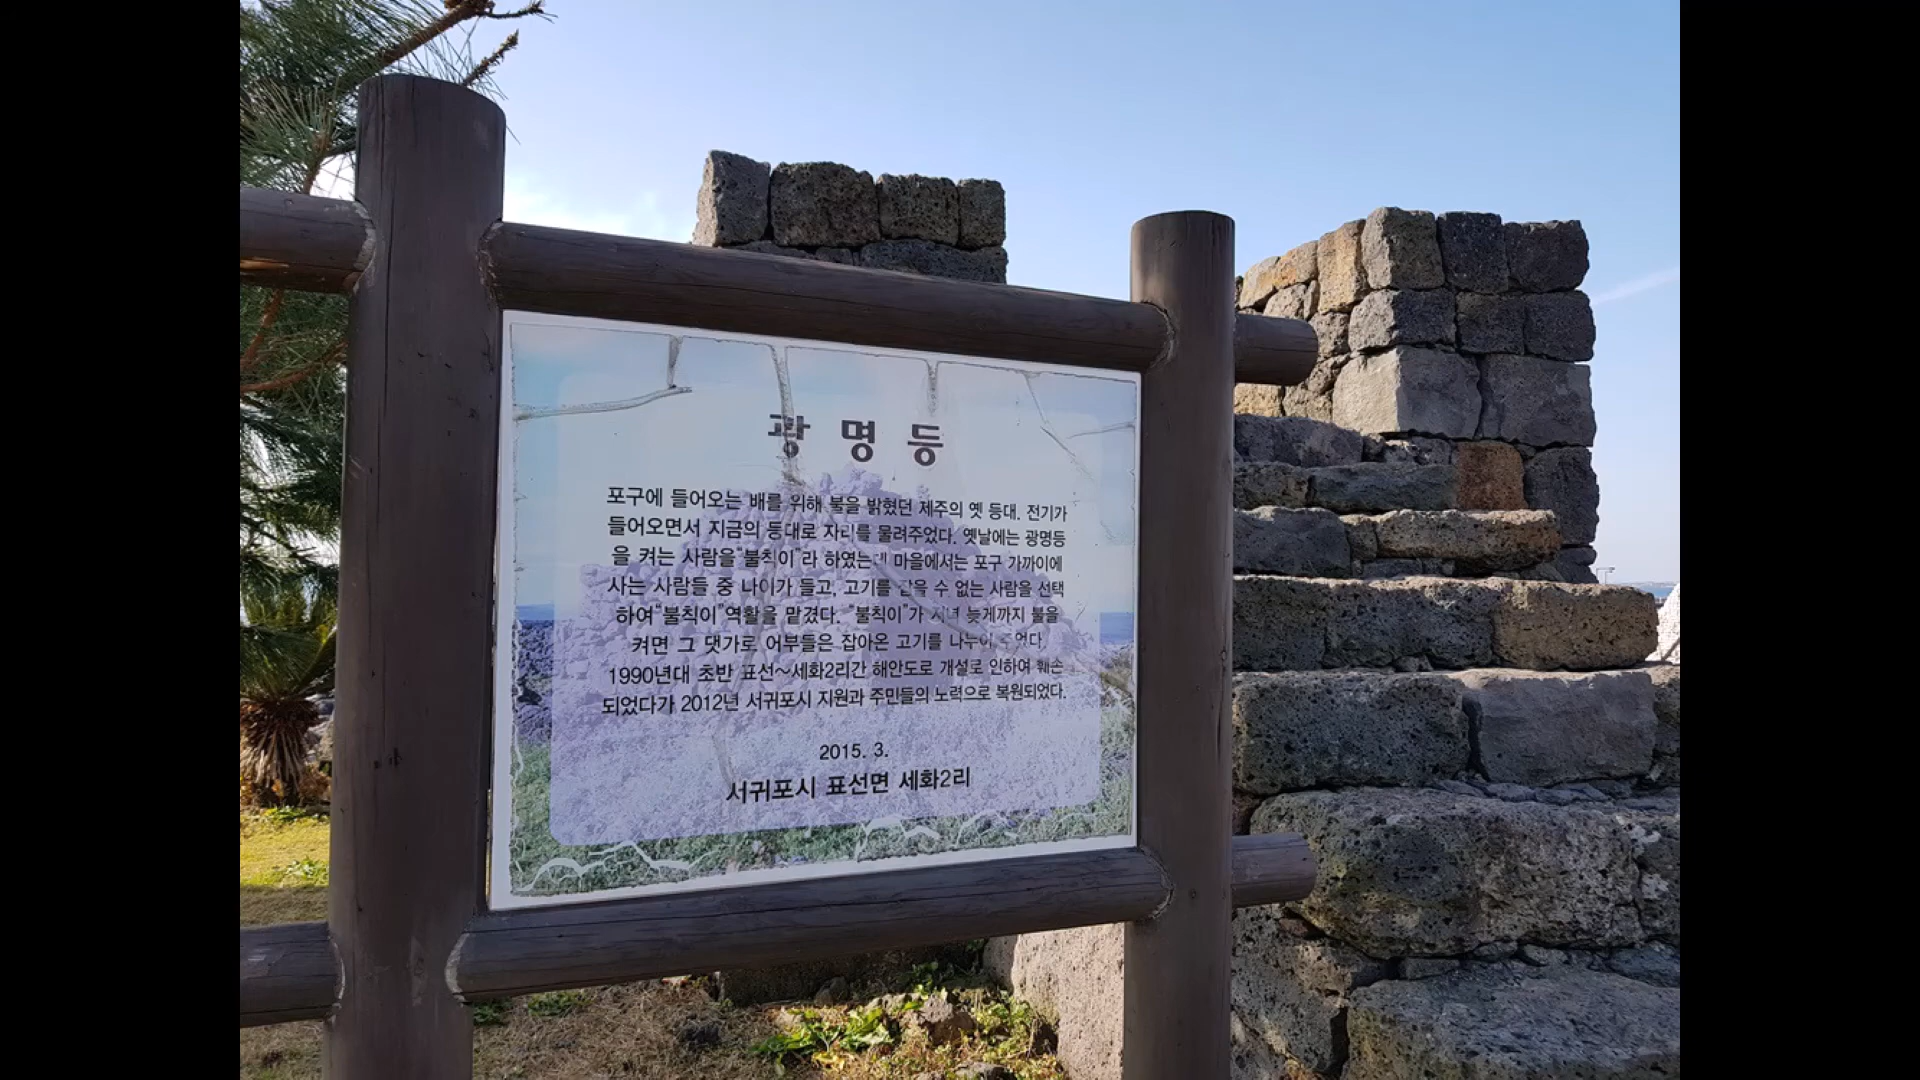 광명등
포구에 들어오는 배를 위해 불을 밝혔던 제주의 옛 등대. 전기가
들어오면서 지금의 등대로 자리를 물려주었다. 옛날에는 광명등
을 켜는 사람을 "불칙이"라 하였는데 마을에서는 포구 가까이에
사는 사람들 중 나이가 들고, 고기를 잡을 수 없는 사람을 선택
하여 "불칙이" 역활을 맡겼다. "불칙이"가 저녁 늦게까지 불을
켜면 그 댓가로 어부들은 잡아온 고기를 나누어 주었다.
1990년대 초반 표선~세화2리간 해안도로 개설로 인하여 훼손
되었다가 2012년 서귀포시 지원과 주민들의 노력으로 복원되었다.
2015. 3.
서귀포시 표선면 세화2리